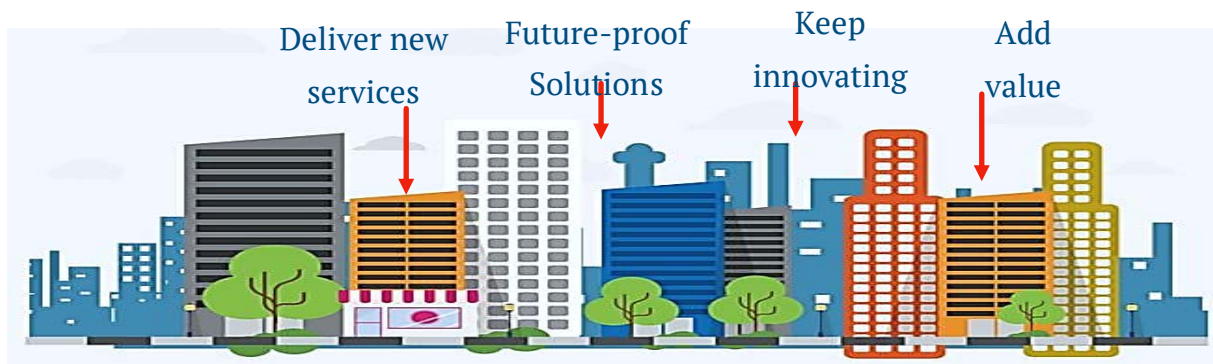 Deliver new
services
Future-proof
Solutions
Keep
innovating
Add
value